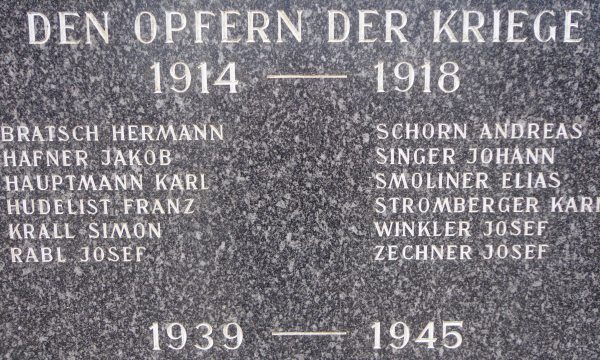 DEN OPFERN DER KRIEGE
1914 — 1918
BRATSCH HERMANN
HAFNER JAKOB
HAUPTMANN KARL
HUDELIST FRANZ
KRALL SIMON
RABL JOSEF
SCHORN ANDREAS
SINGER JOHANN
SMOLINER ELIAS
STROMBERGER KARL
WINKLER JOSEF
ZECHNER JOSEF
1939 — 1945